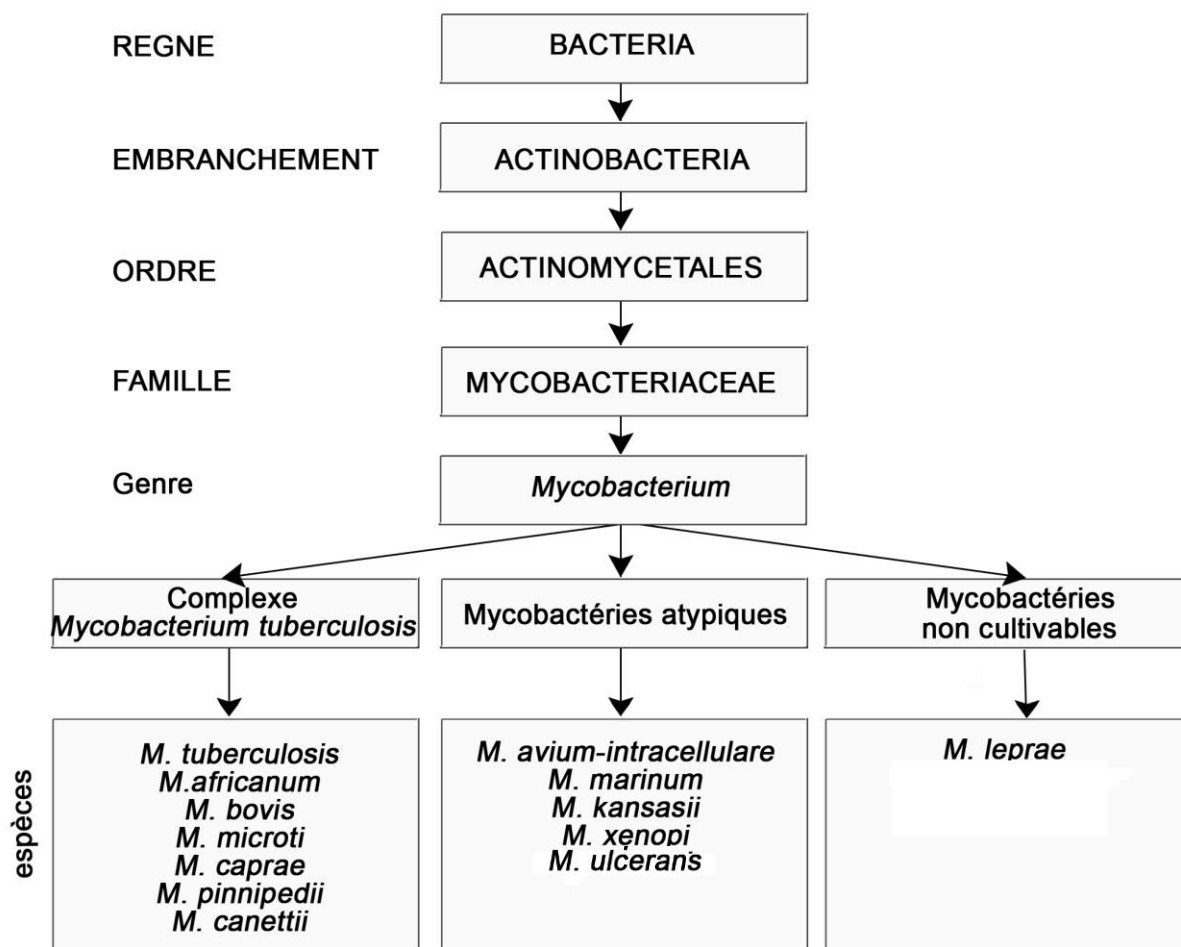 REGNE
BACTERIA
EMBRANCHEMENT
ACTINOBACTERIA
ORDRE
ACTINOMYCETALES
FAMILLE
MYCOBACTERIACEAE
Genre
Mycobacterium
Complexe
Mycobacterium tuberculosis
Mycobactéries atypiques
Mycobactéries
non cultivables
espèces
M. tuberculosis
M.africanum
M. bovis
M. microti
M. caprae
M. pinnipedii
M. canettii
M. avium-intracellulare
M. marinum
M. kansasii
M. xenopi
M. ulcerans
M. leprae